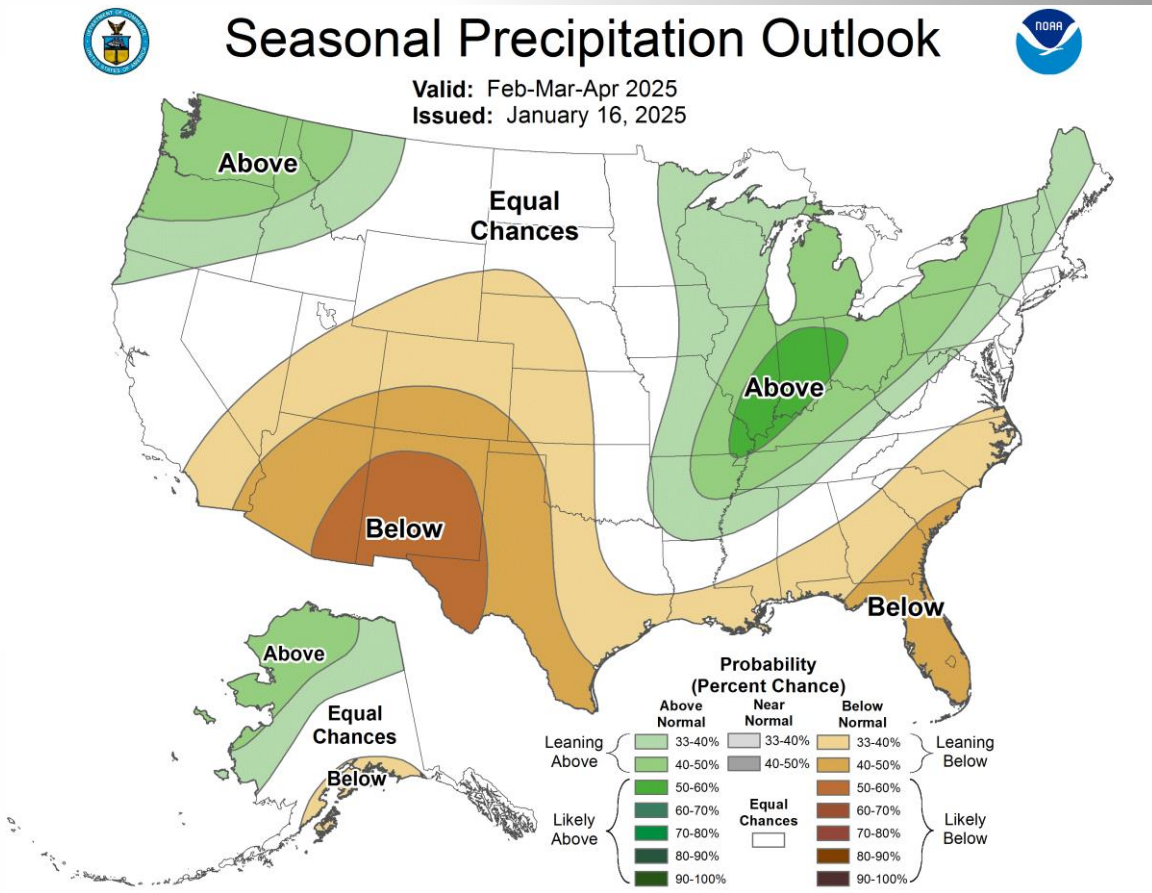 Seasonal Precipitation Outlook
NOAA
Valid: Feb-Mar-Apr 2025
Issued: January 16, 2025
Above
Equal
Chances
Above
Below
Below
Above
Equal
Chances
Below
Probability
(Percent Chance)
Above
Normal
Near
Normal
Below
Normal
Leaning
Above
33-40%
33-40%
33-40%
Leaning
Below
40-50%
40-50%
40-50%
50-60%
50-60%
60-70%
Equal
Chances
60-70%
Likely
Above
70-80%
70-80%
Likely
Below
80-90%
80-90%
90-100%
90-100%